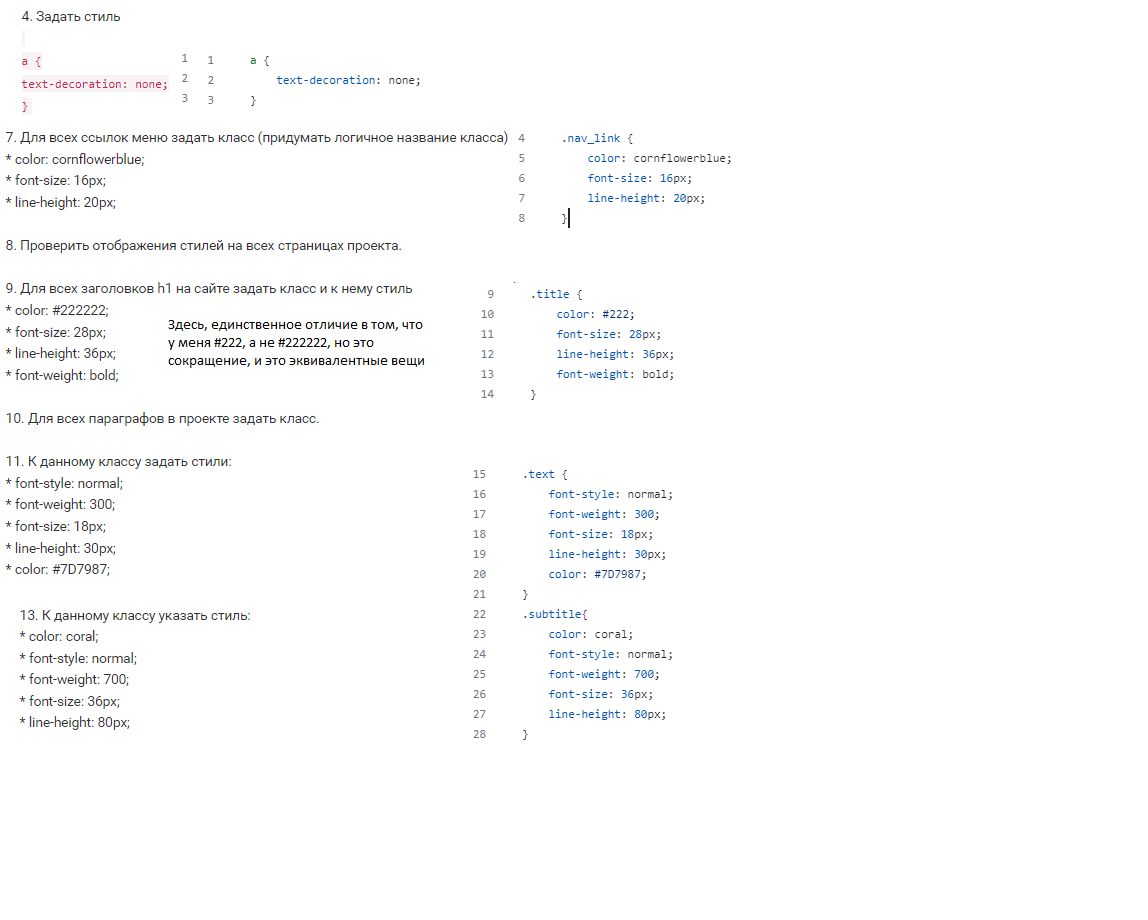 4. Задать стиль
a {
text-decoration: none;
}
1
2
3
1 a {
2 text-decoration: none;
3 }
7. Для всех ссылок меню задать класс (придумать логичное название класса)
* color: cornflowerblue;
* font-size: 16px;
* line-height: 20px;
4 .nav_link {
5 color: cornflowerblue;
6 font-size: 16px;
7 line-height: 20px;
8 }
8. Проверить отображения стилей на всех страницах проекта.
9. Для всех заголовков h1 на сайте задать класс и к нему стиль
* color: #222222;
* font-size: 28px;
* line-height: 36px;
* font-weight: bold;
Здесь, единственное отличие в том, что
у меня #222, а не #222222, но это
сокращение, и это эквивалентные вещи
9 .title {
10 color: #222;
11 font-size: 28px;
12 line-height: 36px;
13 font-weight: bold;
14 }
10. Для всех параграфов в проекте задать класс.
11. К данному классу задать стили:
* font-style: normal;
* font-weight: 300;
* font-size: 18px;
* line-height: 30px;
* color: #7D7987;
15 .text {
16 font-style: normal;
17 font-weight: 300;
18 font-size: 18px;
19 line-height: 30px;
20 color: #7D7987;
21 }
13. К данному классу указать стиль:
* color: coral;
* font-style: normal;
* font-weight: 700;
* font-size: 36px;
* line-height: 80px;
22 .subtitle{
23 color: coral;
24 font-style: normal;
25 font-weight: 700;
26 font-size: 36px;
27 line-height: 80px;
28 }